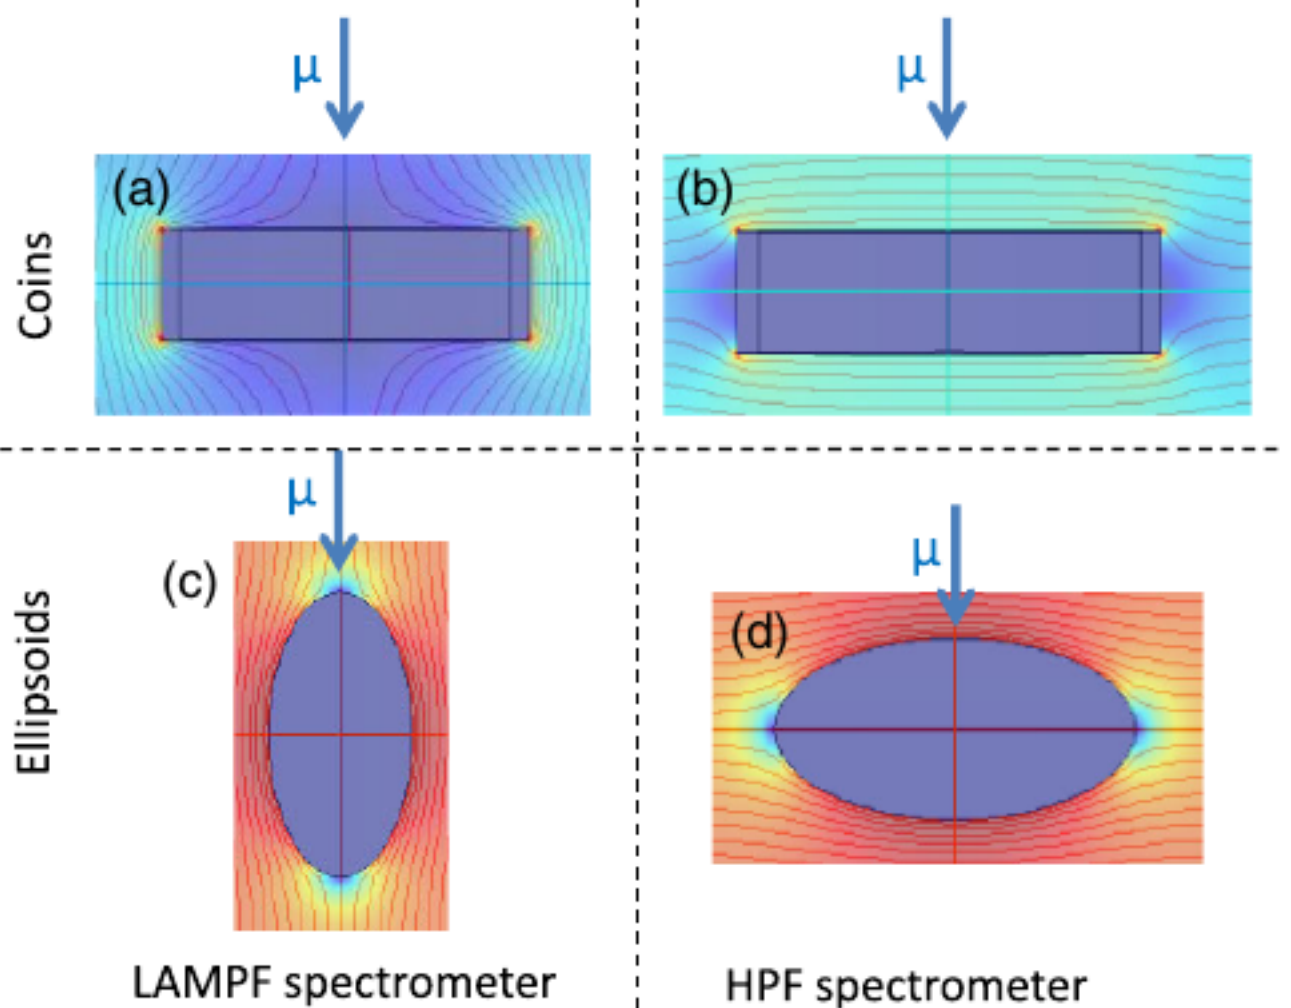 μ
μ
(a)
(b)
Coins
μ
μ
(c)
(d)
Ellipsoids
LAMPF spectrometer
HPF spectrometer